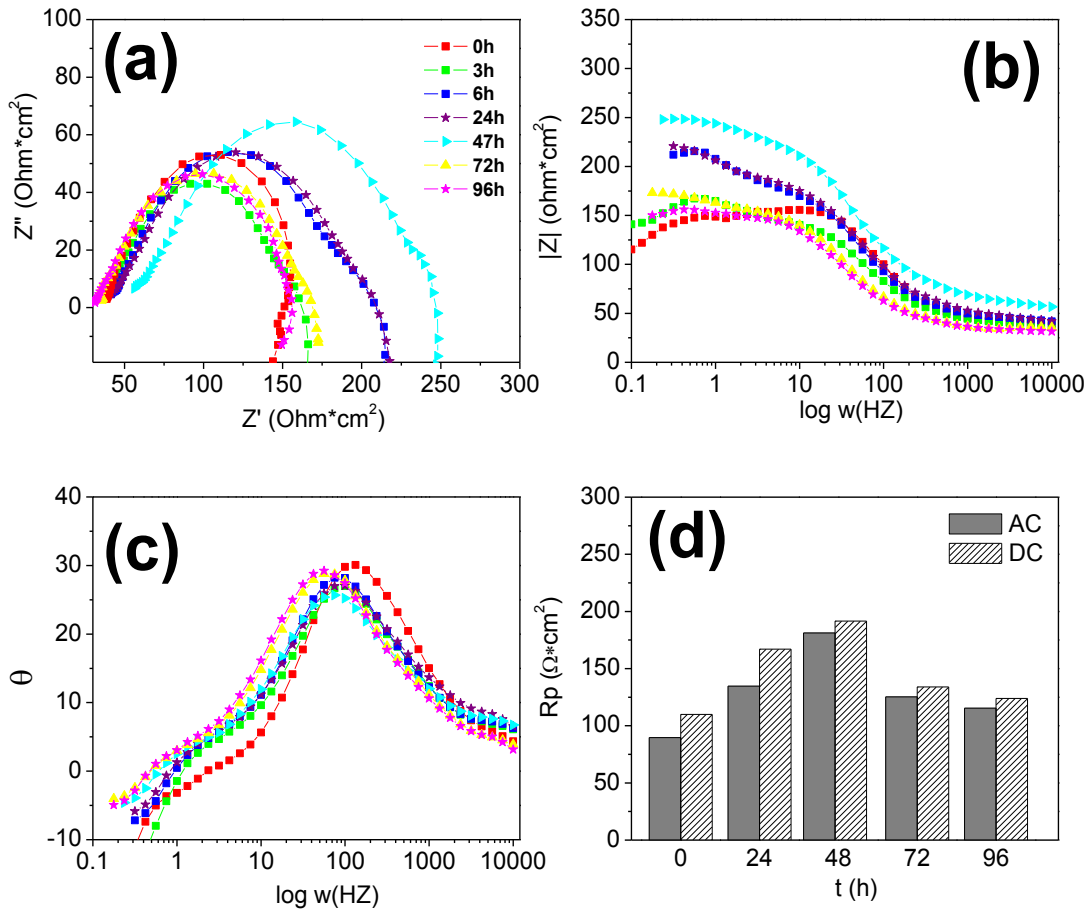 (a)
Z'' (Ohm*cm²)
100
80
60
40
20
0
50 100 150 200 250 300
Z' (Ohm*cm²)
0h
3h
6h
24h
47h
72h
96h
(b)
|Z| (ohm*cm²)
350
300
250
200
150
100
50
0
0.1 1 10 100 1000 10000
log w(HZ)
(c)
θ
40
30
20
10
0
-10
0.1 1 10 100 1000 10000
log w(HZ)
(d)
Rp (Ω*cm²)
300
250
200
150
100
50
0
0 24 48 72 96
t (h)
AC
DC